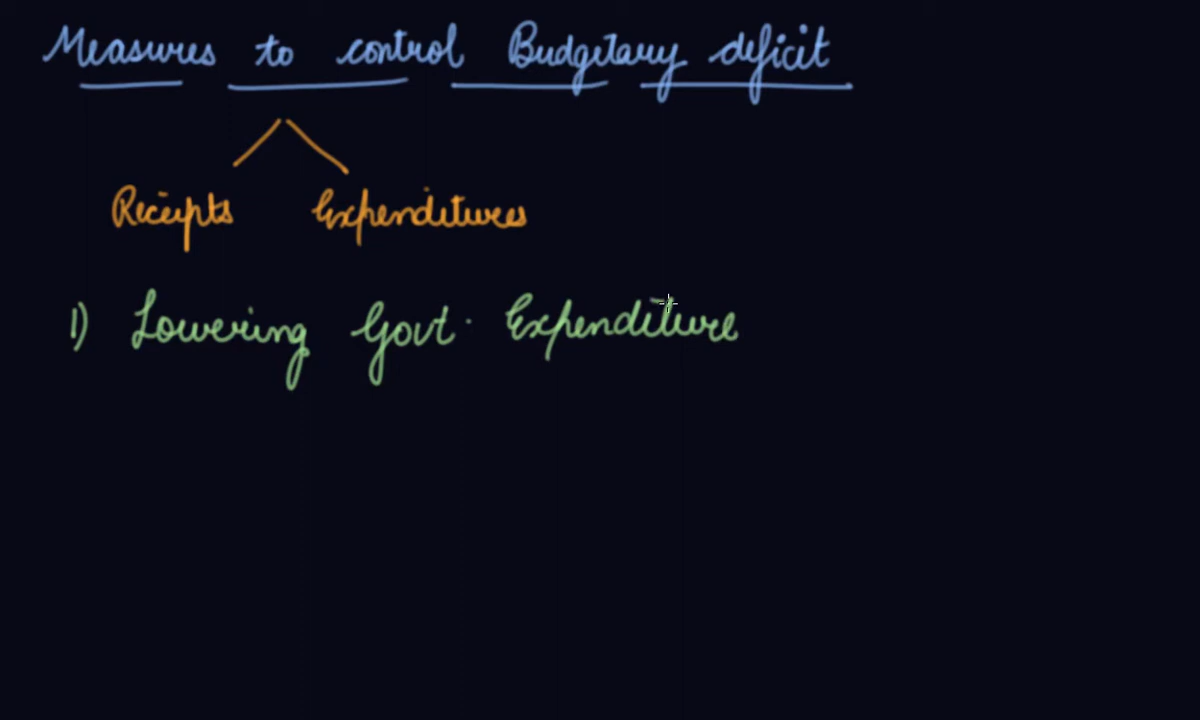 Measures to control Budgetary deficit
Receipts Expenditures
1) Lowering Govt. Expenditure